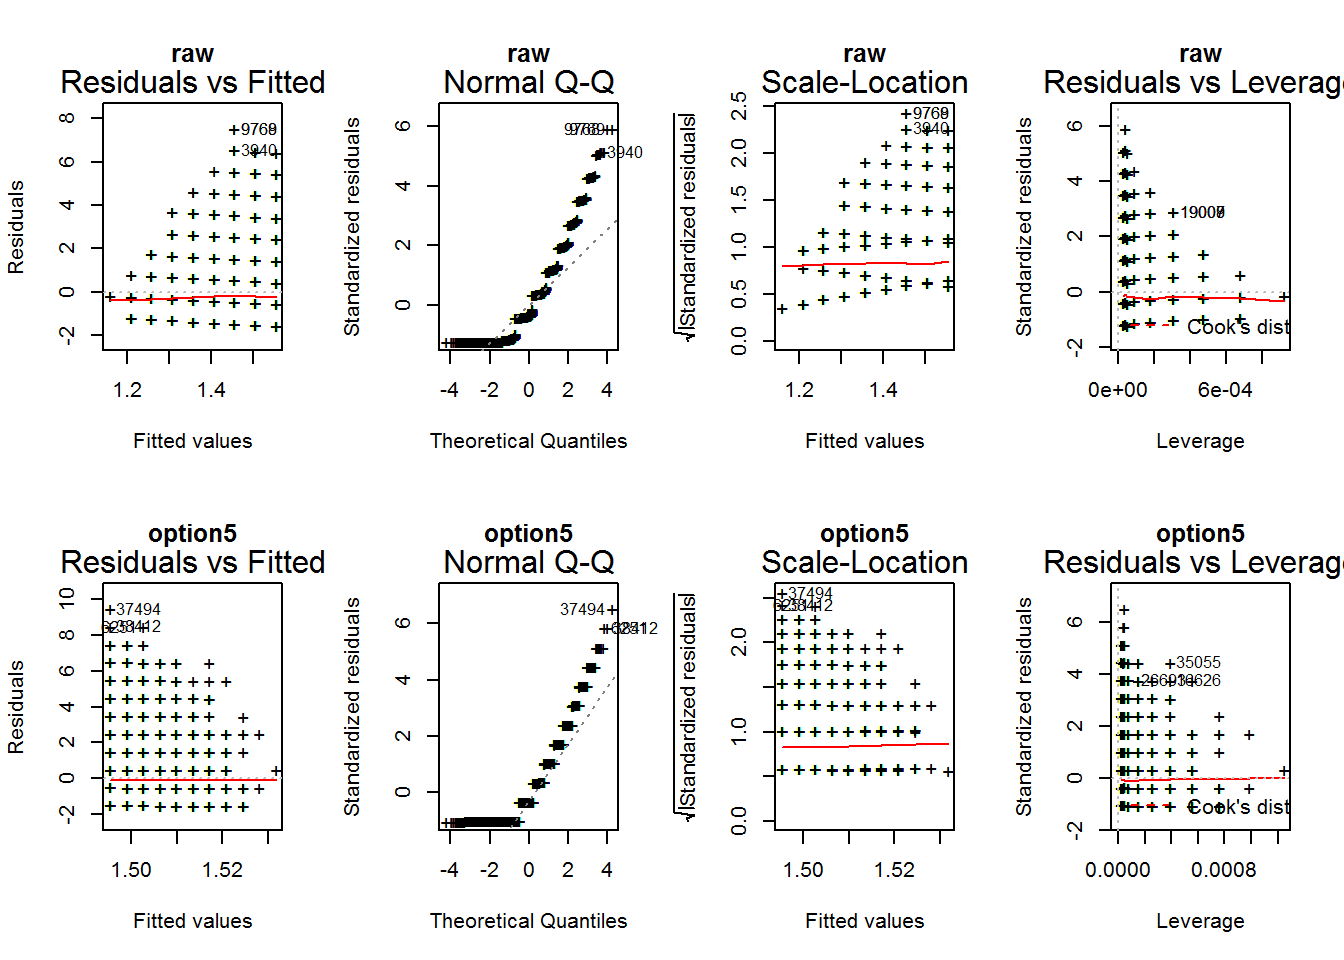 raw
Residuals vs Fitted
Residuals
8
6
4
2
0
-2
9769
3940
1.2
1.4
Fitted values
raw
Normal Q-Q
Standardized residuals
6
4
2
0
3940
-4
-2
0
2
4
Theoretical Quantiles
raw
Scale-Location
√|Standardized residuals|
2.5
2.0
1.5
1.0
0.5
0.0
9769
3940
1.2
1.4
Fitted values
raw
Residuals vs Leverage
Standardized residuals
6
4
2
0
-2
Cook's dist
0e+00
6e-04
Leverage
option5
Residuals vs Fitted
Residuals
10
8
6
4
2
0
-2
37494
38412
1.50
1.52
Fitted values
option5
Normal Q-Q
Standardized residuals
6
4
2
0
37494
-4
-2
0
2
4
Theoretical Quantiles
option5
Scale-Location
√|Standardized residuals|
2.0
1.0
0.0
37494
38412
1.50
1.52
Fitted values
option5
Residuals vs Leverage
Standardized residuals
6
4
2
0
-2
35055
Cook's dist
0.0000
0.0008
Leverage